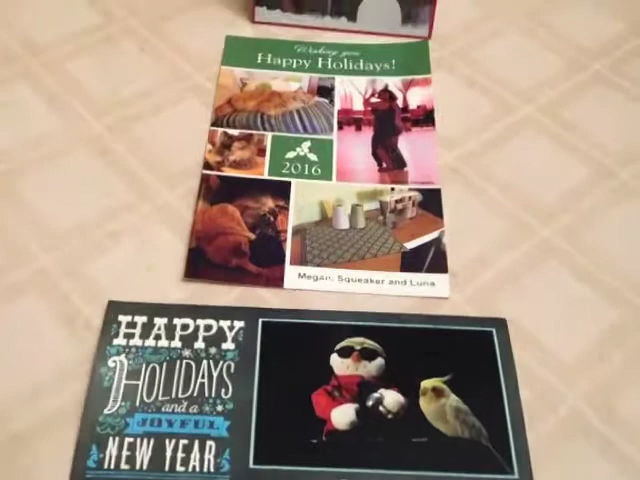 Wishing you
Happy Holidays!
2016
Megan, Squeaker and Luna
HAPPY
HOLIDAYS
and a
JOYFUL
NEW YEAR